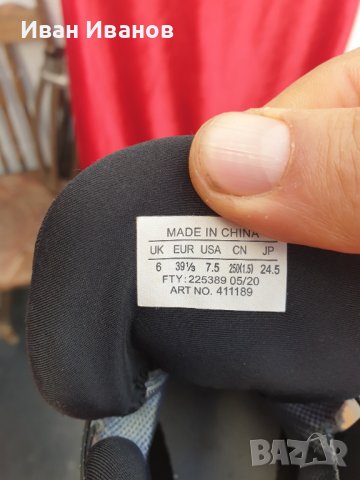 Иван Иванов
MADE IN CHINA
UK EUR USA CN JP
6 39⅓ 7.5 250(1.5) 24.5
FTY: 225389 05/20
ART NO. 411189
BAZAR